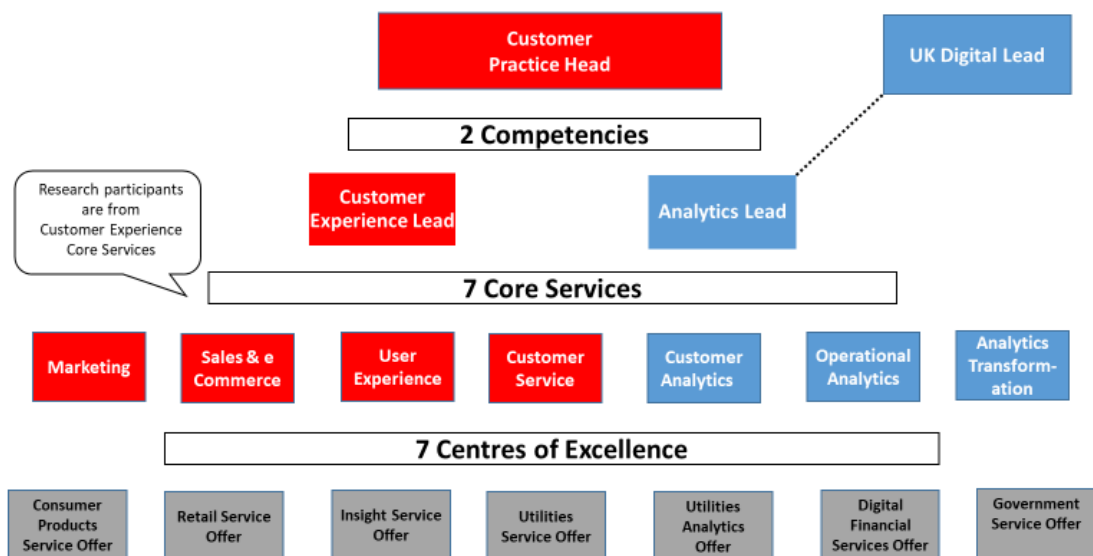 Customer
Practice Head
UK Digital Lead
2 Competencies
Research participants
are from
Customer Experience
Core Services
Customer
Experience Lead
Analytics Lead
7 Core Services
Marketing
Sales & e
Commerce
User
Experience
Customer
Service
Customer
Analytics
Operational
Analytics
Analytics
Transform-
ation
7 Centres of Excellence
Consumer
Products
Service Offer
Retail Service
Offer
Insight Service
Offer
Utilities
Service Offer
Utilities
Analytics
Offer
Digital
Financial
Services Offer
Government
Service Offer